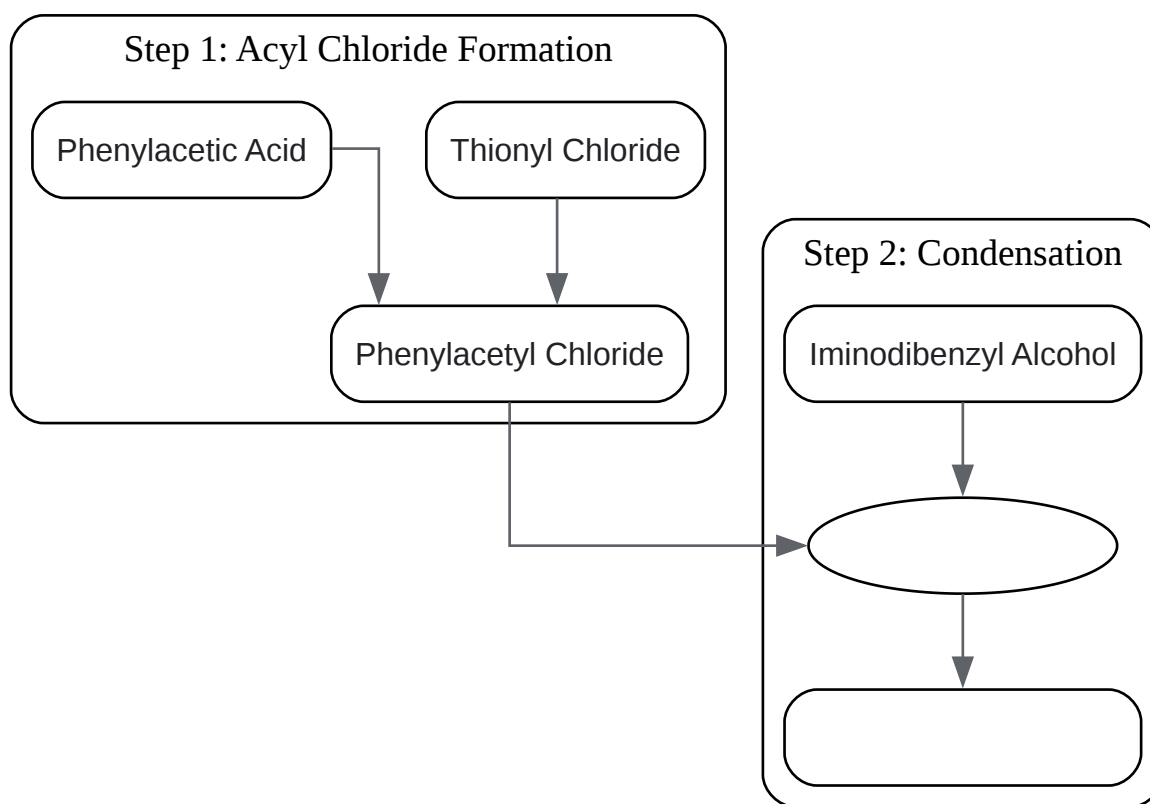 Step 1: Acyl Chloride Formation
Phenylacetic Acid
Thionyl Chloride
Phenylacetyl Chloride
Step 2: Condensation
Iminodibenzyl Alcohol